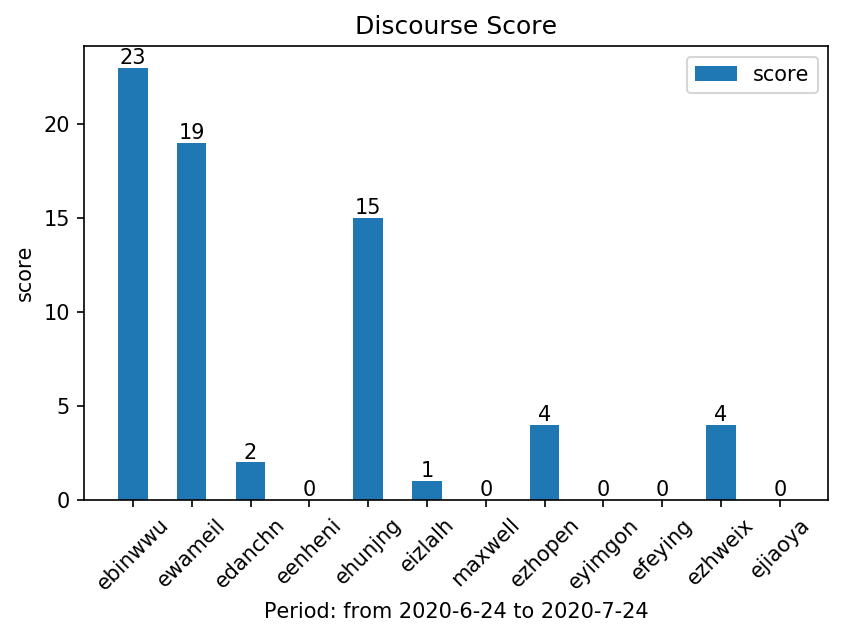 Discourse Score
score
23
19
2
0
15
1
0
4
0
0
4
0
20
15
10
5
0
score
ebinwwu
ewameil
edanchn
eenheni
ehunjng
eizlalh
maxwell
ezhopen
eyimgon
efeying
ezhweix
ejiaoya
Period: from 2020-6-24 to 2020-7-24